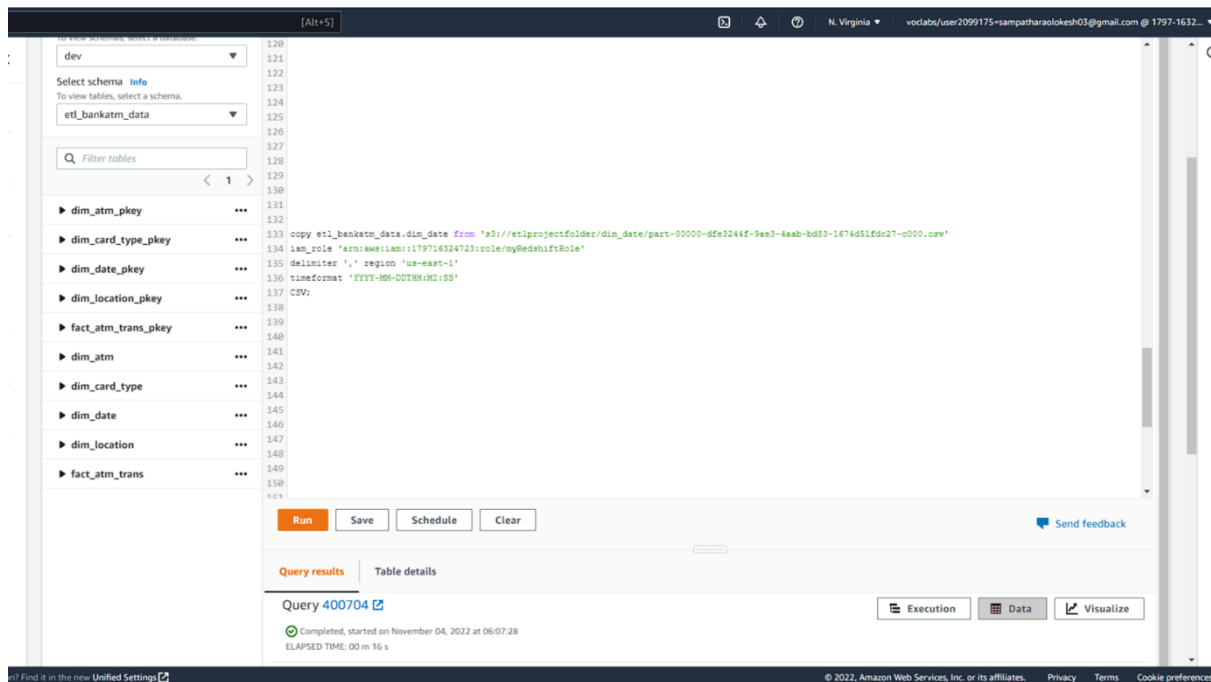 [Alt+S]
N. Virginia
voclabs/user2099175=sampatharaolokesh03@gmail.com @ 1797-1632...
To view schemas, select a database.
dev
Select schema Info
To view tables, select a schema.
etl_bankatm_data
Filter tables
1
dim_atm_pkey
dim_card_type_pkey
dim_date_pkey
dim_location_pkey
fact_atm_trans_pkey
dim_atm
dim_card_type
dim_date
dim_location
fact_atm_trans
120
121
122
123
124
125
126
127
128
129
130
131
132
133 copy etl_bankatm_data.dim_date from 's3://etlprojectfolder/dim_date/part-00000-dfe3244f-9ae3-4aab-bd83-1674d51fdc27-c000.csv'
134 iam_role 'arn:aws:iam::179716324723:role/myRedshiftRole'
135 delimiter ',' region 'us-east-1'
136 timeformat 'YYYY-MM-DDTHH:MI:SS'
137 CSV;
138
139
140
141
142
143
144
145
146
147
148
149
150
151
Run Save Schedule Clear
Send feedback
Query results Table details
Query 400704
Execution Data Visualize
Completed, started on November 04, 2022 at 06:07:28
ELAPSED TIME: 00 m 16 s
? Find it in the new Unified Settings
© 2022, Amazon Web Services, Inc. or its affiliates. Privacy Terms Cookie preferences